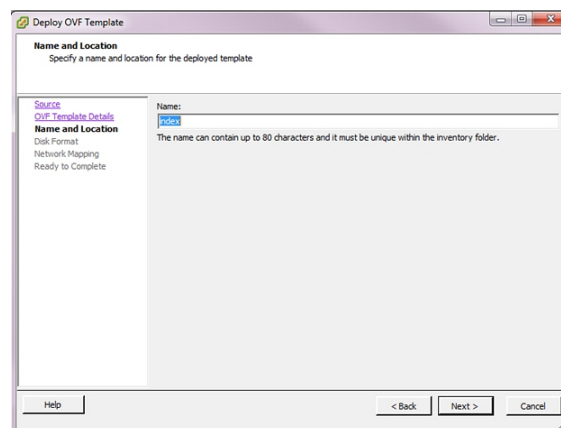 Deploy OVF Template
Name and Location
Specify a name and location for the deployed template
Source
OVF Template Details
Name and Location
Disk Format
Network Mapping
Ready to Complete
Name:
index
The name can contain up to 80 characters and it must be unique within the inventory folder.
Help
< Back
Next >
Cancel